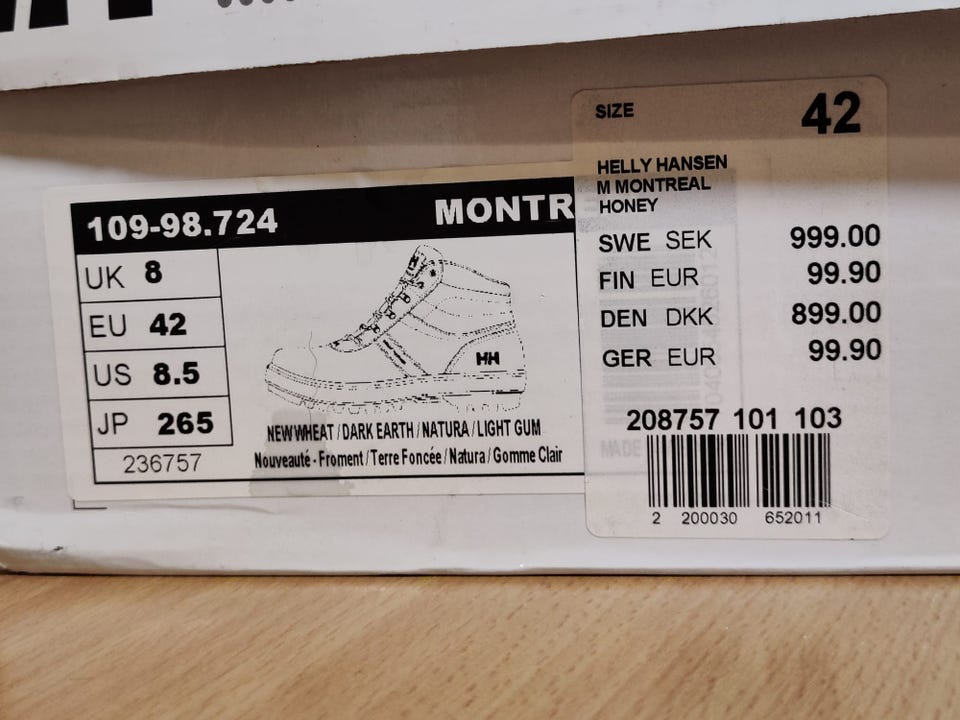 109-98.724 MONTR
UK 8
EU 42
US 8.5
JP 265
236757
HH
NEW WHEAT / DARK EARTH / NATURA / LIGHT GUM
Nouveauté - Froment / Terre Foncée / Natura / Gomme Clair
SIZE 42
HELLY HANSEN
M MONTREAL
HONEY
SWE SEK 999.00
FIN EUR 99.90
DEN DKK 899.00
GER EUR 99.90
208757 101 103
MADE
2 200030 652011